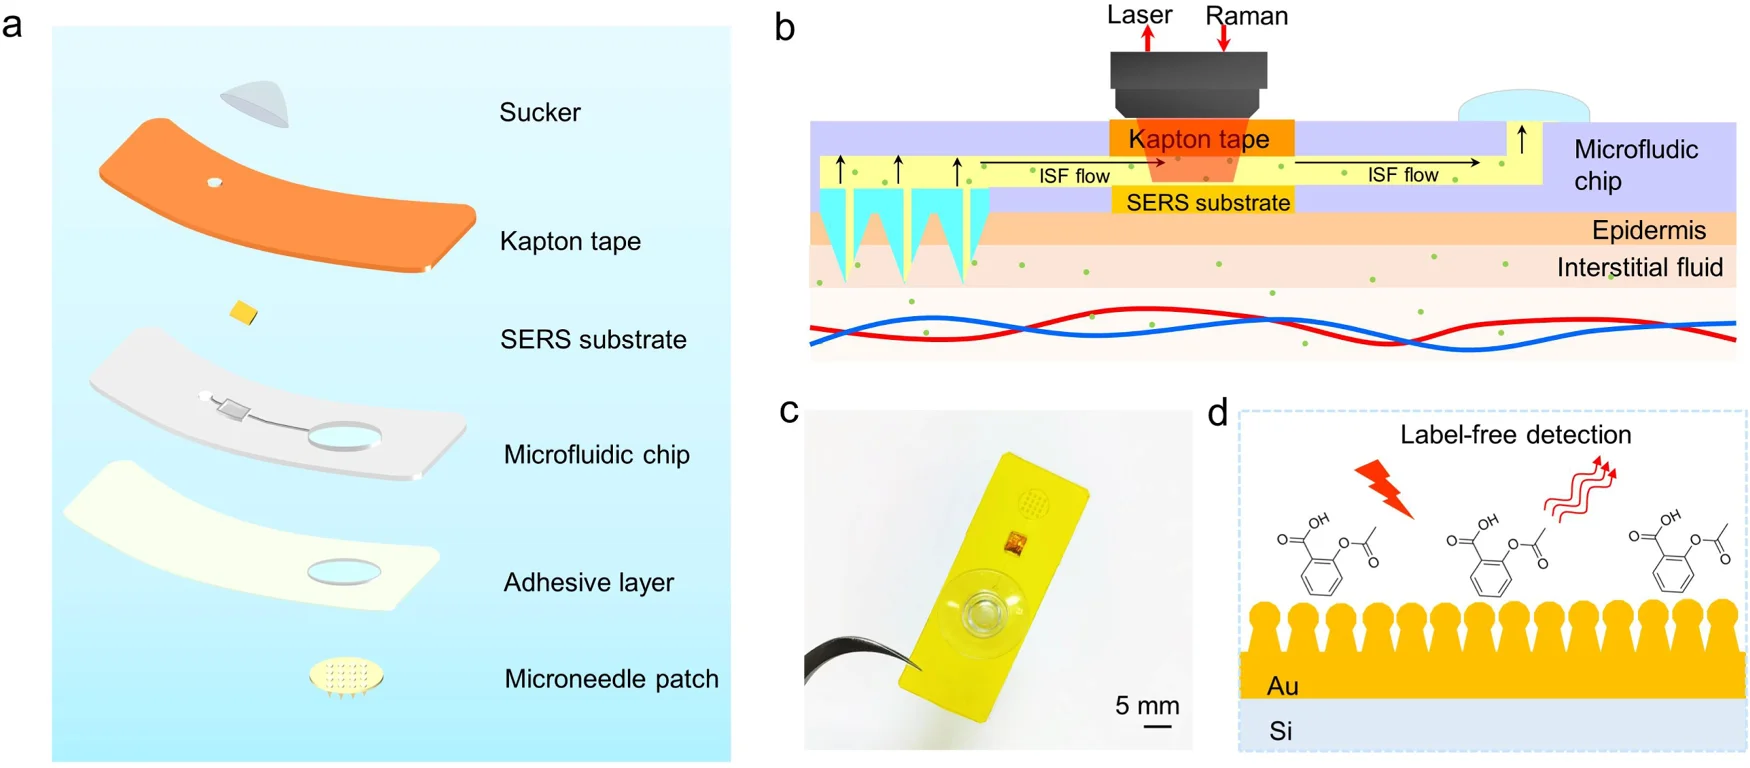 a
Sucker
Kapton tape
SERS substrate
Microfluidic chip
Adhesive layer
Microneedle patch
b
Laser
Raman
Kapton tape
ISF flow
ISF flow
SERS substrate
Microfludic
chip
Epidermis
Interstitial fluid
c
5 mm
d
Label-free detection
OH
O
O
O
OH
O
O
O
OH
O
O
O
Au
Si